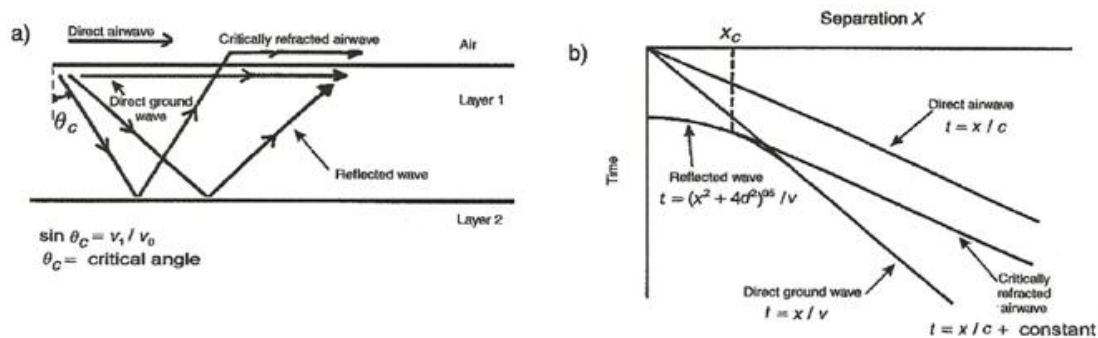 a)
Direct airwave
Critically refracted airwave
Air
Direct ground
wave
Layer 1
θc
Reflected wave
Layer 2
sin θc = v1 / v0
θc = critical angle
b)
Separation X
xc
Time
Direct airwave
t = x / c
Reflected wave
t = (x² + 4d²)^0.5 / v
Direct ground wave
t = x / v
Critically
refracted
airwave
t = x / c + constant